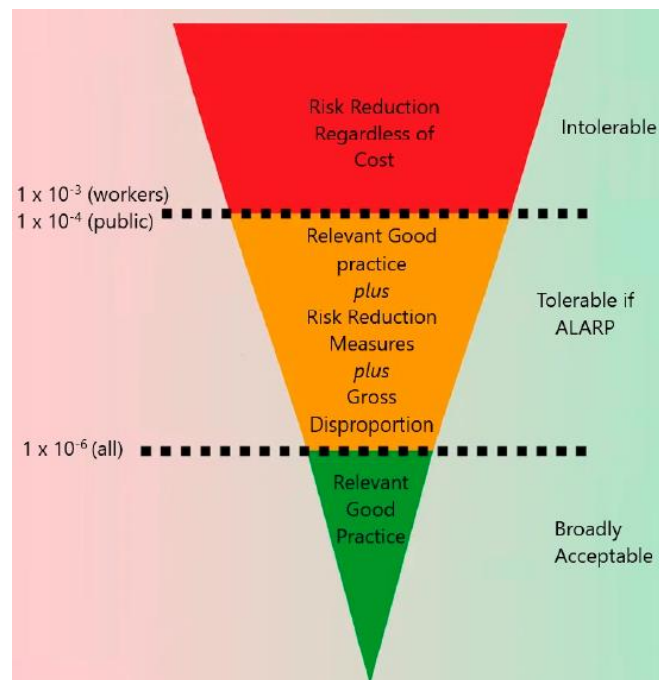 Risk Reduction
Regardless of
Cost
Intolerable
1 x 10⁻³ (workers)
1 x 10⁻⁴ (public)
Relevant Good
practice
plus
Risk Reduction
Measures
plus
Gross
Disproportion
Tolerable if
ALARP
1 x 10⁻⁶ (all)
Relevant
Good
Practice
Broadly
Acceptable